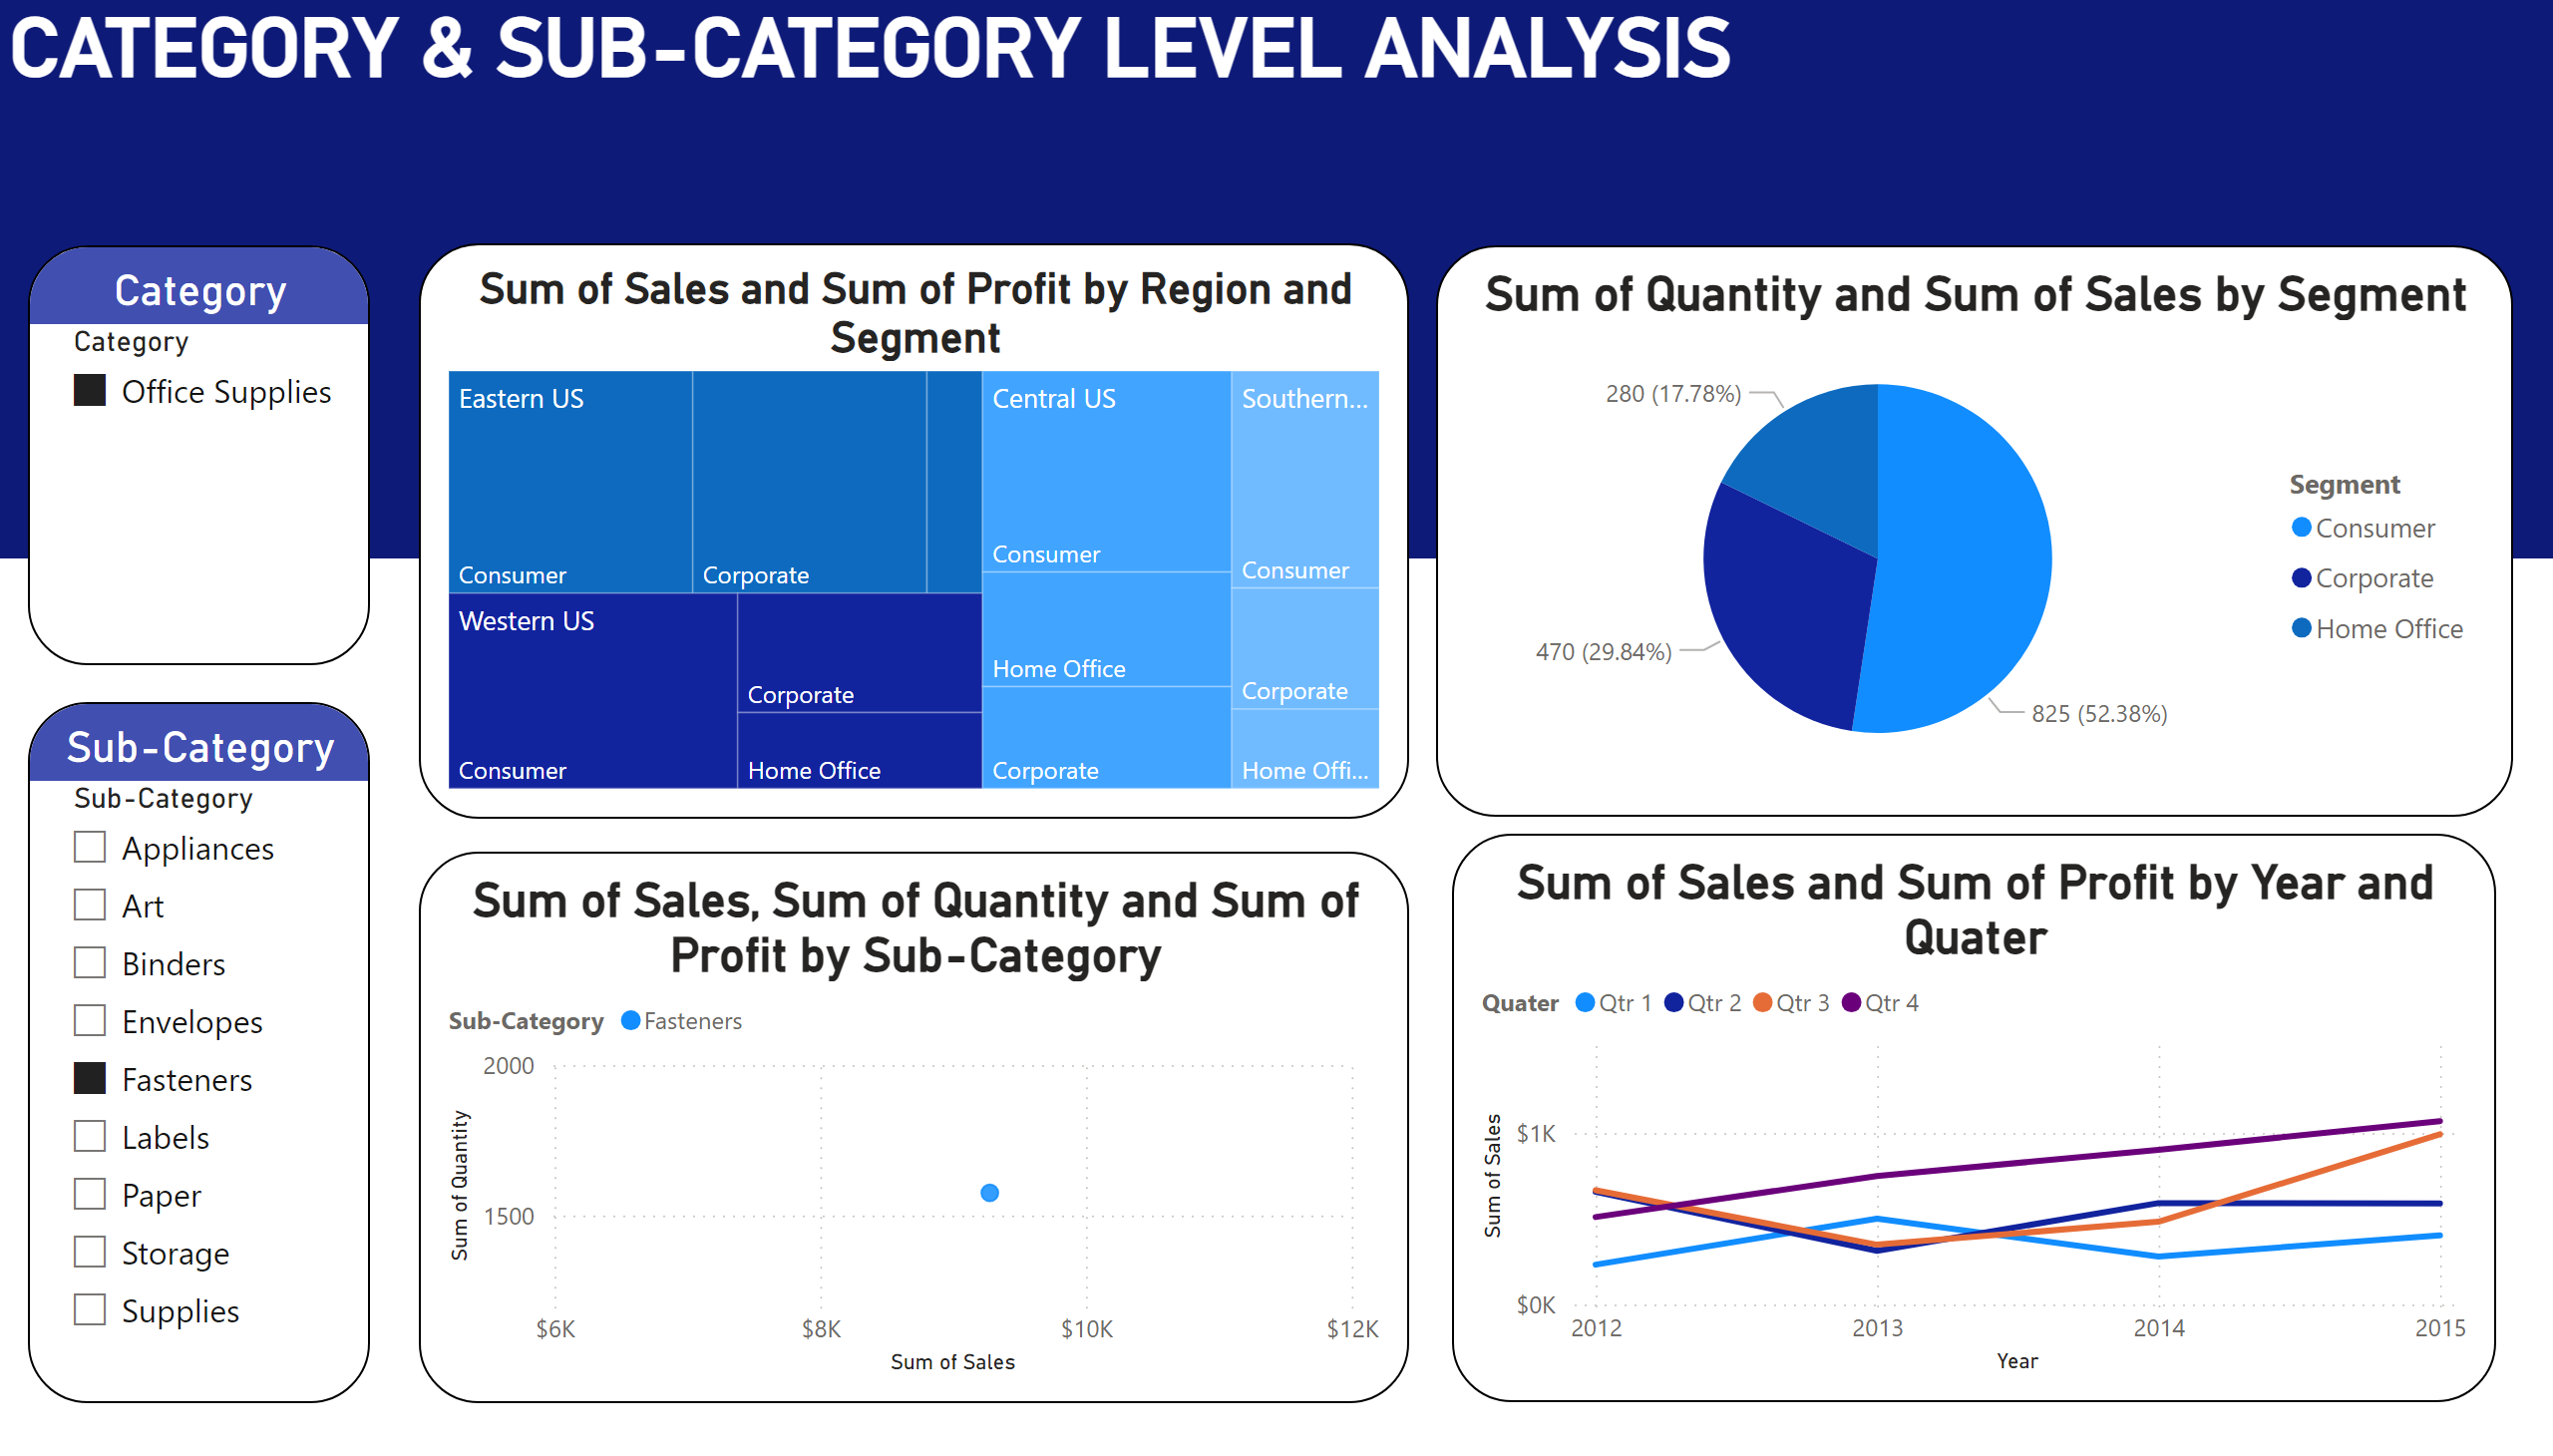 CATEGORY & SUB-CATEGORY LEVEL ANALYSIS
Category
Category
Office Supplies
Sub-Category
Sub-Category
Appliances
Art
Binders
Envelopes
Fasteners
Labels
Paper
Storage
Supplies
Sum of Sales and Sum of Profit by Region and
Segment
Eastern US
Consumer
Corporate
Western US
Consumer
Corporate
Home Office
Central US
Consumer
Home Office
Corporate
Southern...
Consumer
Corporate
Home Offi...
Sum of Quantity and Sum of Sales by Segment
280 (17.78%)
470 (29.84%)
825 (52.38%)
Segment
Consumer
Corporate
Home Office
Sum of Sales, Sum of Quantity and Sum of
Profit by Sub-Category
Sub-Category Fasteners
Sum of Quantity
2000
1500
$6K $8K $10K $12K
Sum of Sales
Sum of Sales and Sum of Profit by Year and
Quater
Quater Qtr 1 Qtr 2 Qtr 3 Qtr 4
Sum of Sales
$1K
$0K
2012 2013 2014 2015
Year